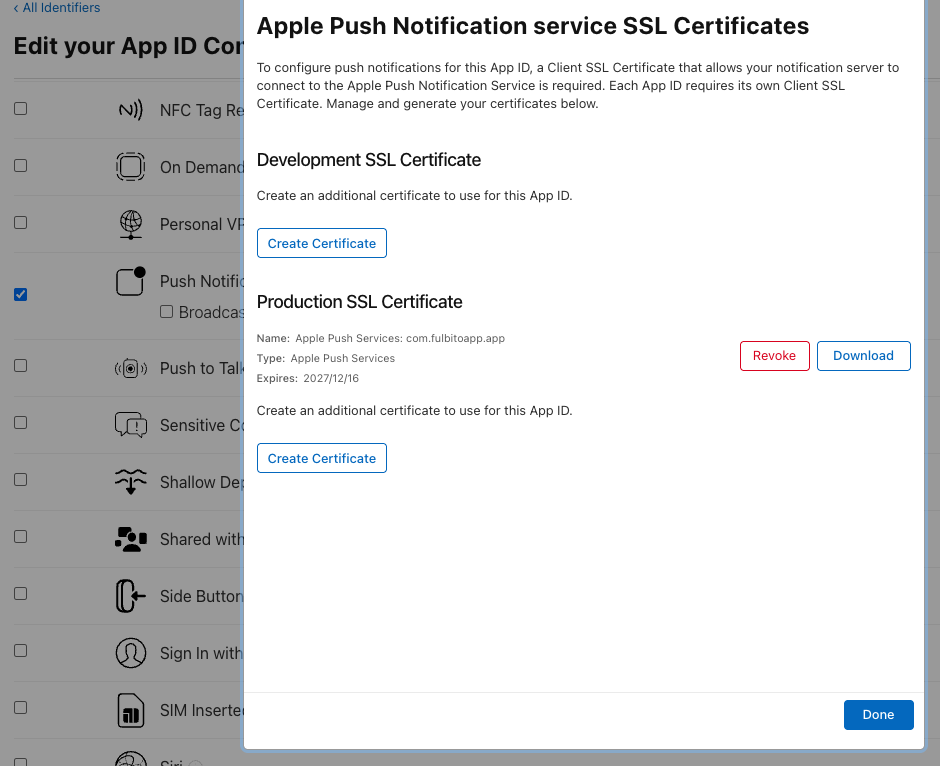 ‹ All Identifiers
Edit your App ID Con
NFC Tag Re
On Demand
Personal VP
Push Notific
Broadcas
Push to Talk
Sensitive Co
Shallow Dep
Shared with
Side Button
Sign In with
SIM Inserted
Siri
Apple Push Notification service SSL Certificates
To configure push notifications for this App ID, a Client SSL Certificate that allows your notification server to
connect to the Apple Push Notification Service is required. Each App ID requires its own Client SSL
Certificate. Manage and generate your certificates below.
Development SSL Certificate
Create an additional certificate to use for this App ID.
Create Certificate
Production SSL Certificate
Name: Apple Push Services: com.fulbitoapp.app
Type: Apple Push Services
Expires: 2027/12/16
Revoke
Download
Create an additional certificate to use for this App ID.
Create Certificate
Done